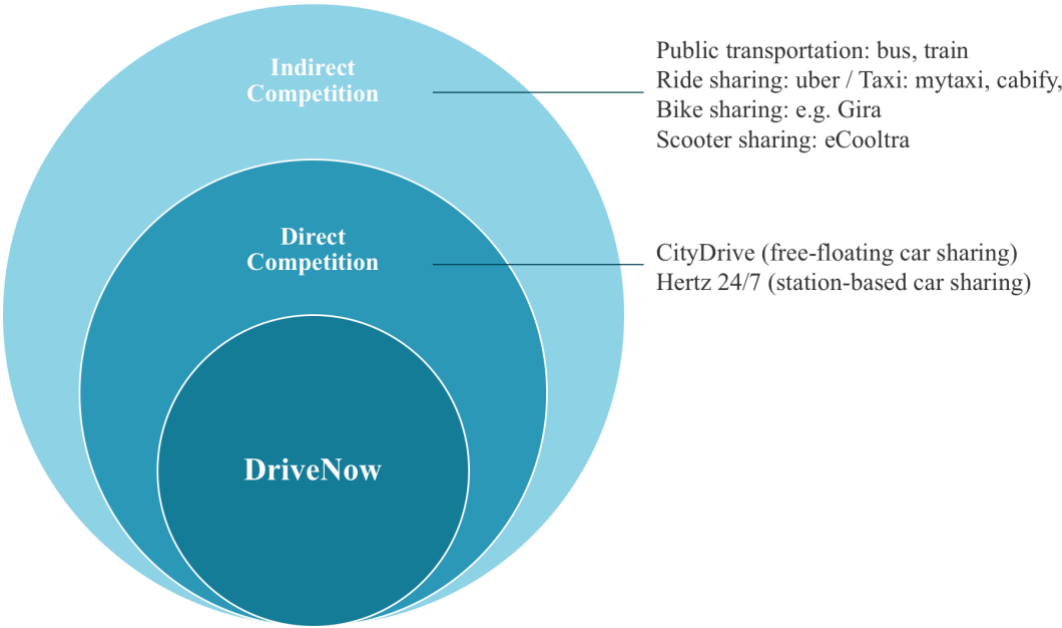 Indirect
Competition
Public transportation: bus, train
Ride sharing: uber / Taxi: mytaxi, cabify,
Bike sharing: e.g. Gira
Scooter sharing: eCooltra
Direct
Competition
CityDrive (free-floating car sharing)
Hertz 24/7 (station-based car sharing)
DriveNow